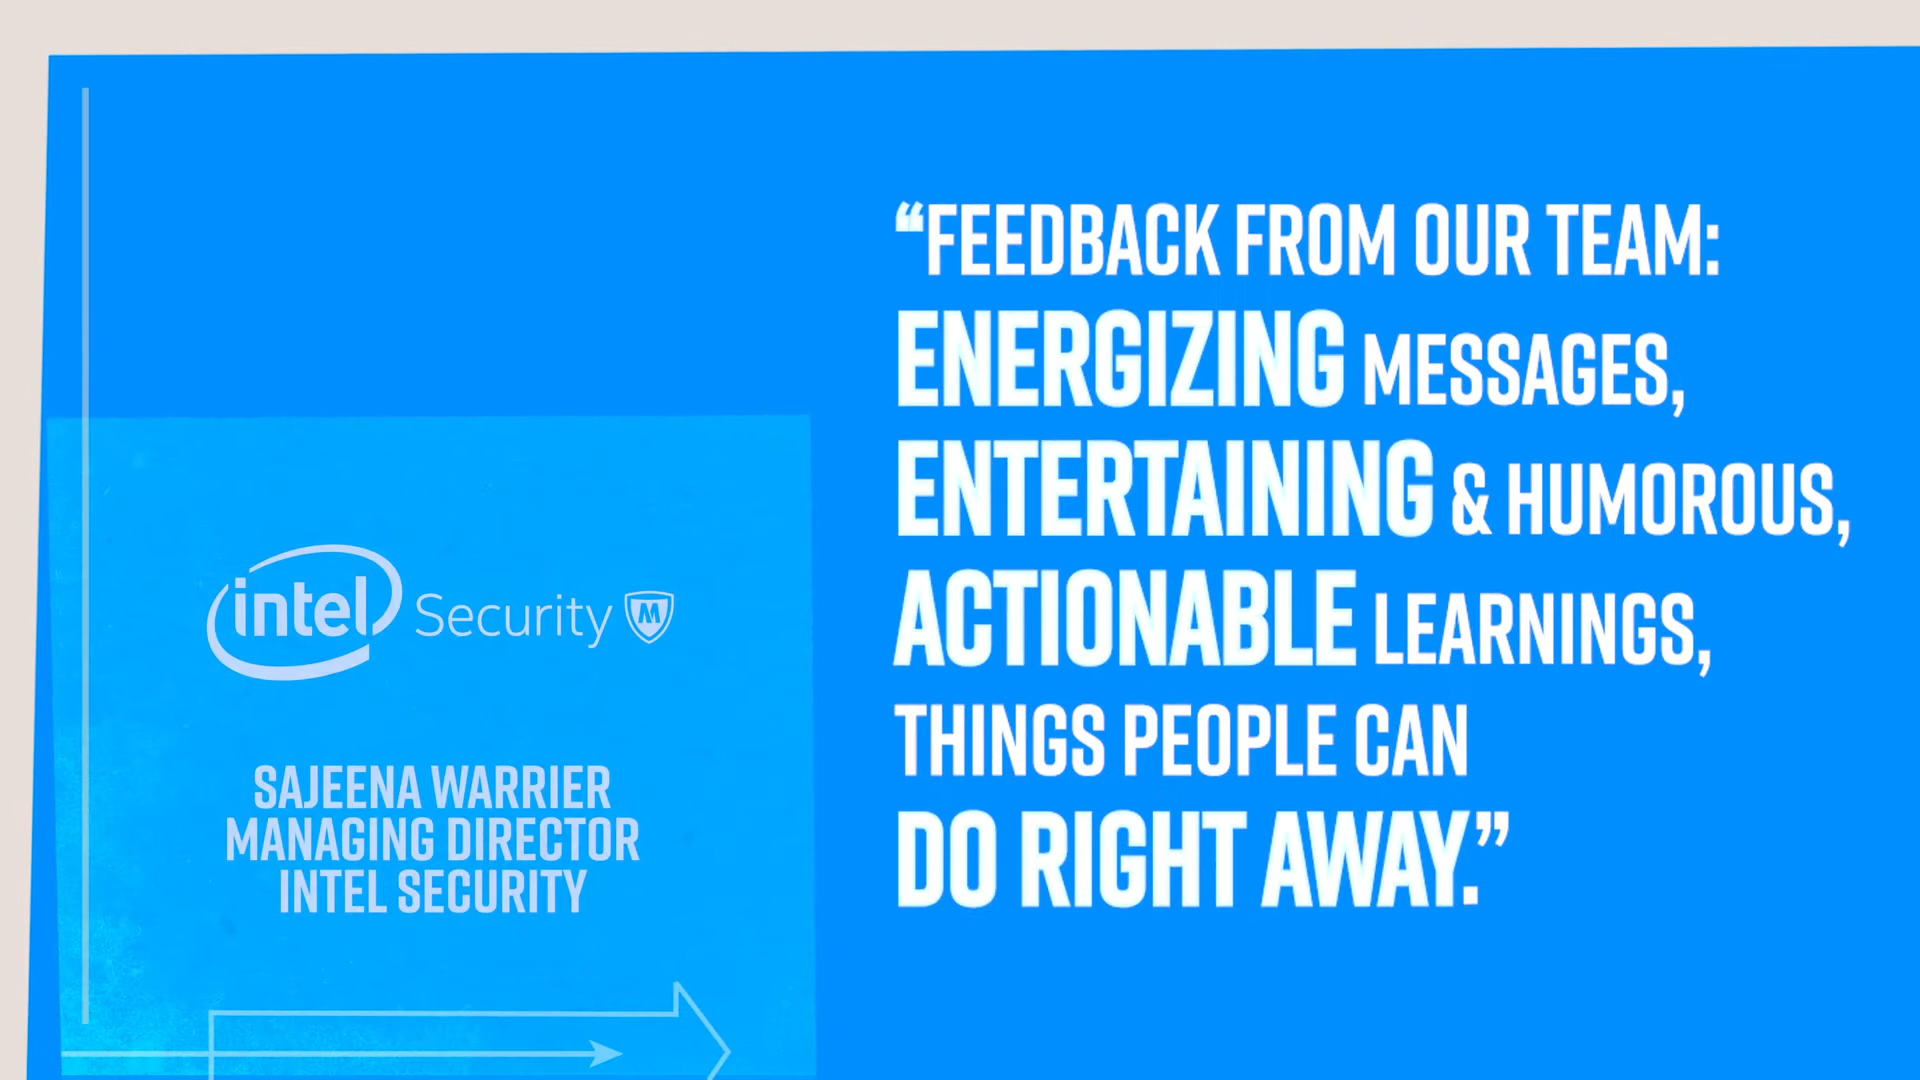 intel Security M
SAJEENA WARRIER
MANAGING DIRECTOR
INTEL SECURITY
“FEEDBACK FROM OUR TEAM:
ENERGIZING MESSAGES,
ENTERTAINING & HUMOROUS,
ACTIONABLE LEARNINGS,
THINGS PEOPLE CAN
DO RIGHT AWAY.”